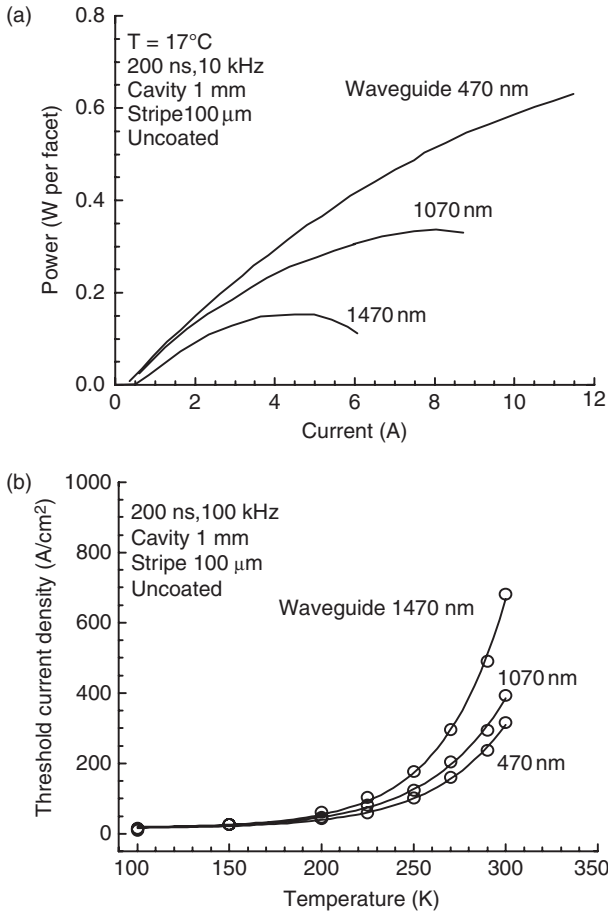 (a)
T = 17°C
200 ns,10 kHz
Cavity 1 mm
Stripe100 μm
Uncoated
Waveguide 470 nm
1070 nm
1470 nm
Power (W per facet)
0.8
0.6
0.4
0.2
0.0
0 2 4 6 8 10 12
Current (A)
(b)
200 ns,100 kHz
Cavity 1 mm
Stripe 100 μm
Uncoated
Waveguide 1470 nm
1070 nm
470 nm
Threshold current density (A/cm²)
1000
800
600
400
200
0
100 150 200 250 300 350
Temperature (K)